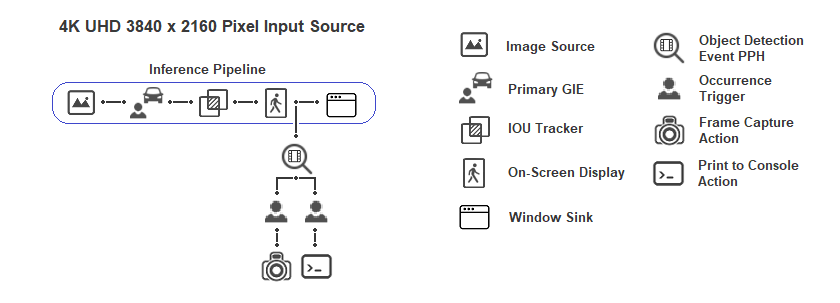 4K UHD 3840 x 2160 Pixel Input Source
Inference Pipeline
Image Source
Primary GIE
IOU Tracker
On-Screen Display
Window Sink
Object Detection
Event PPH
Occurrence
Trigger
Frame Capture
Action
Print to Console
Action